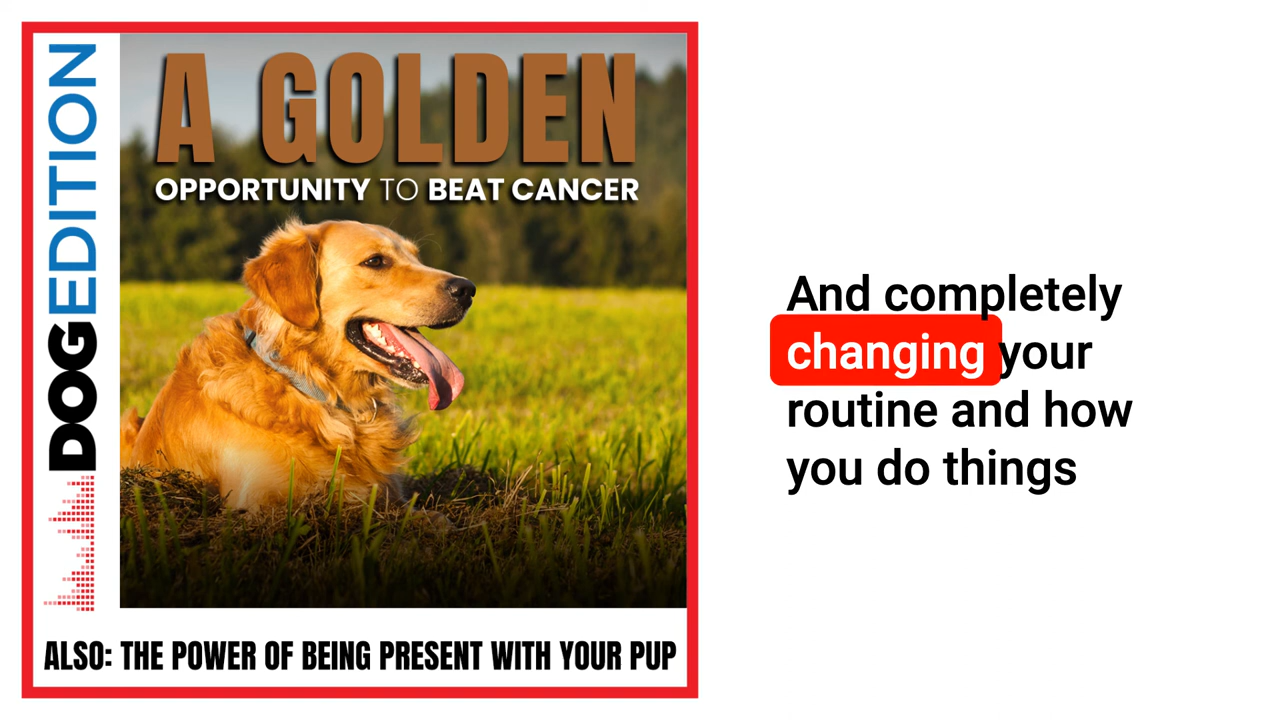 DOGEDITION
A GOLDEN
OPPORTUNITY TO BEAT CANCER
ALSO: THE POWER OF BEING PRESENT WITH YOUR PUP
And completely
changing your
routine and how
you do things